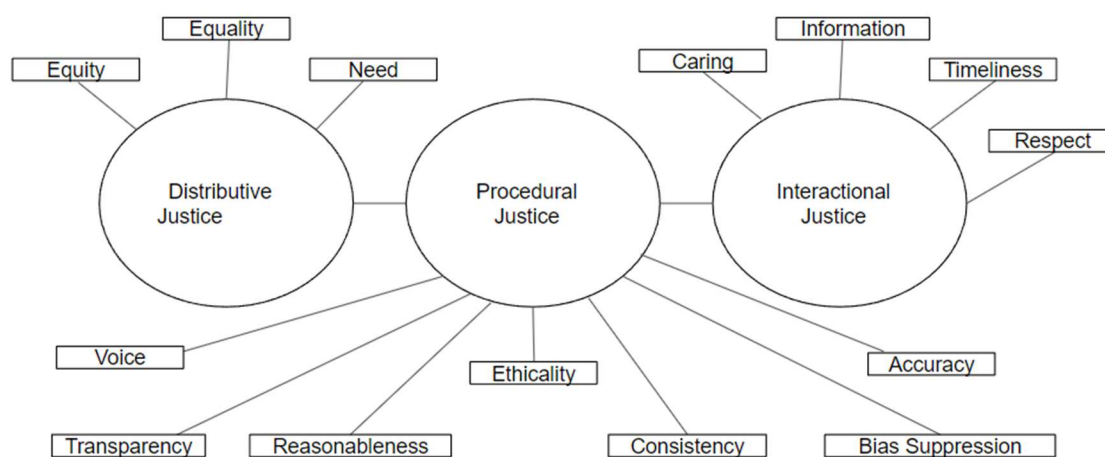 Equality
Information
Equity
Need
Caring
Timeliness
Respect
Distributive
Justice
Procedural
Justice
Interactional
Justice
Voice
Ethicality
Accuracy
Transparency
Reasonableness
Consistency
Bias Suppression